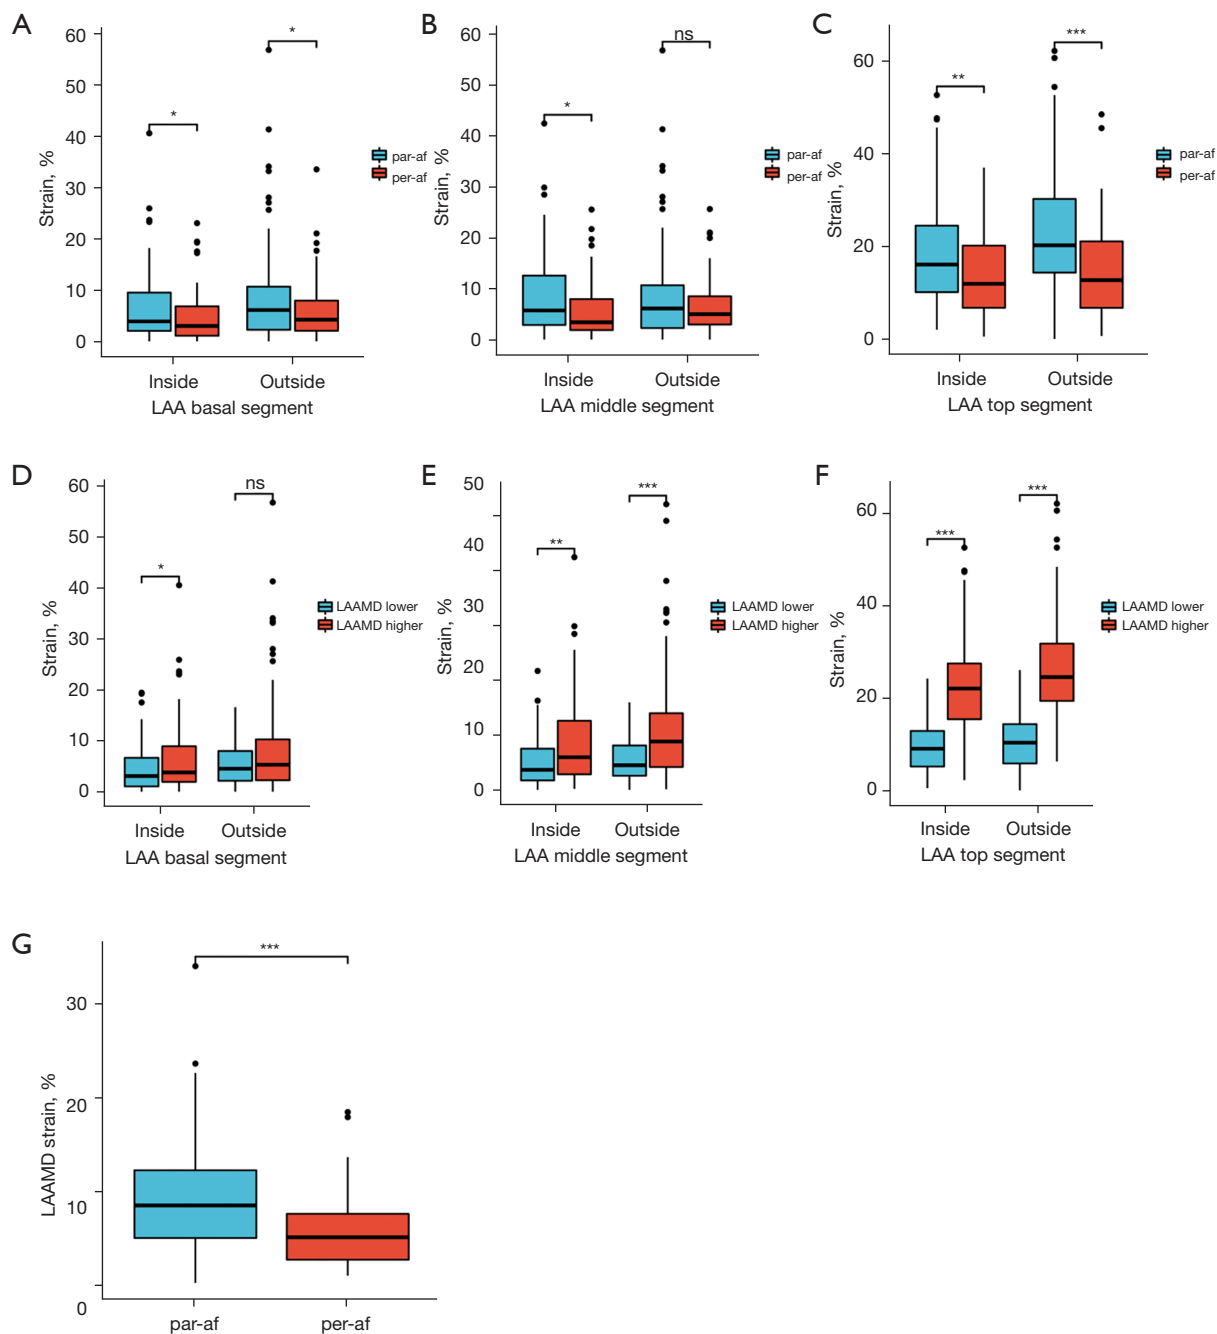 A
60
50
40
30
20
10
0
Strain, %
*
*
par-af
per-af
Inside
Outside
LAA basal segment
B
60
50
40
30
20
10
0
Strain, %
*
ns
par-af
per-af
Inside
Outside
LAA middle segment
C
60
40
20
0
Strain, %
**
***
par-af
per-af
Inside
Outside
LAA top segment
D
60
50
40
30
20
10
0
Strain, %
*
ns
LAAMD lower
LAAMD higher
Inside
Outside
LAA basal segment
E
50
40
30
20
10
0
Strain, %
**
***
LAAMD lower
LAAMD higher
Inside
Outside
LAA middle segment
F
60
40
20
0
Strain, %
***
***
LAAMD lower
LAAMD higher
Inside
Outside
LAA top segment
G
30
20
10
0
LAAMD strain, %
***
par-af
per-af